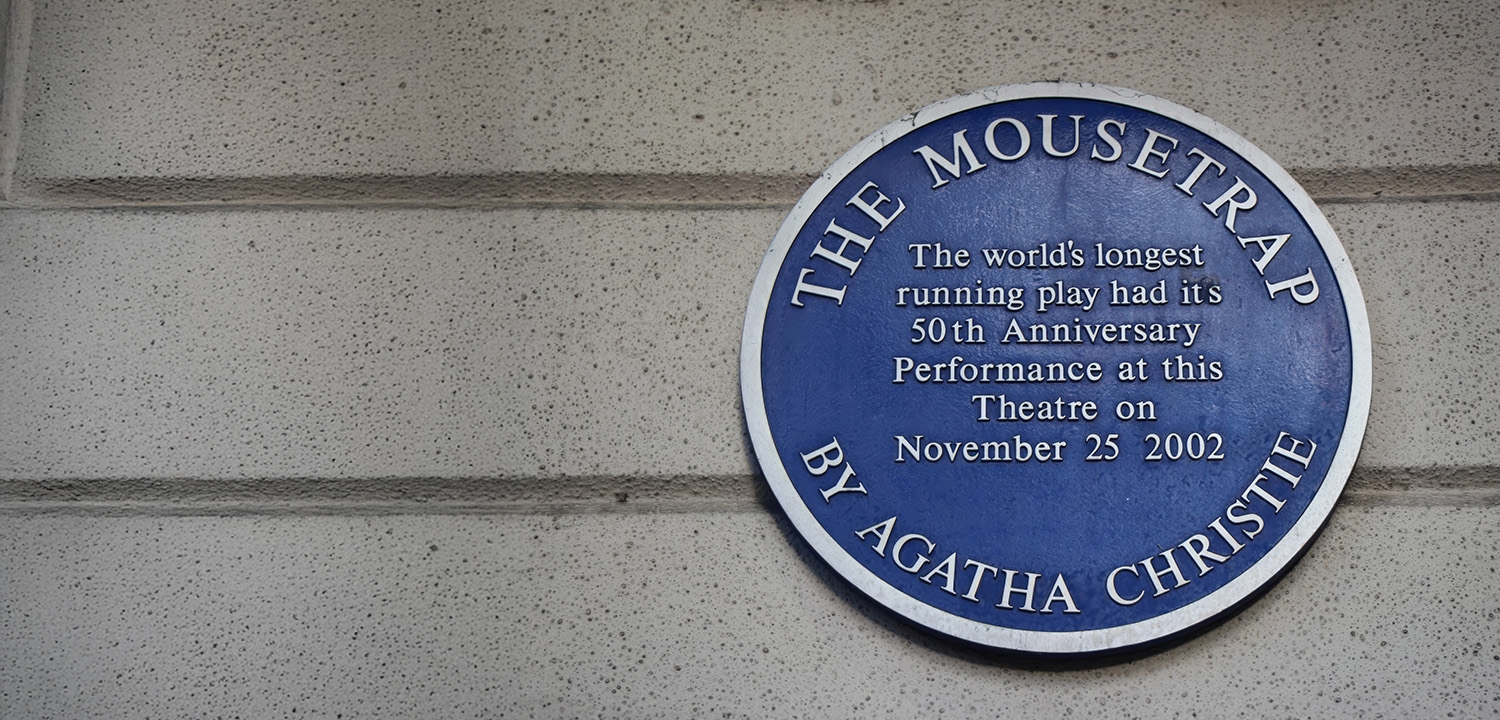 THE MOUSETRAP
The world's longest
running play had it's
50th Anniversary
Performance at this
Theatre on
November 25 2002
BY AGATHA CHRISTIE